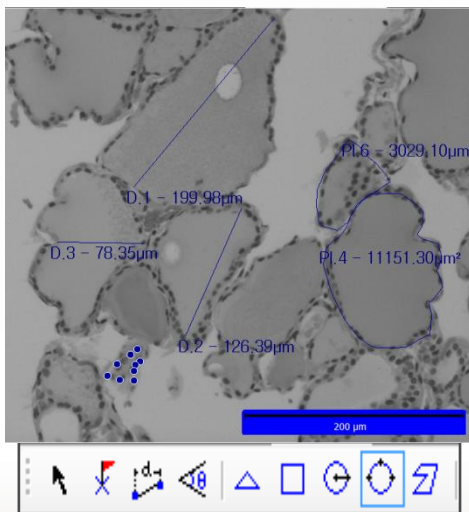 PI.6 - 3029.10µm
D.1 - 199.98µm
D.3 - 78.35µm
PI.4 - 11151.30µm²
D.2 - 126.39µm
200 µm
d
θ